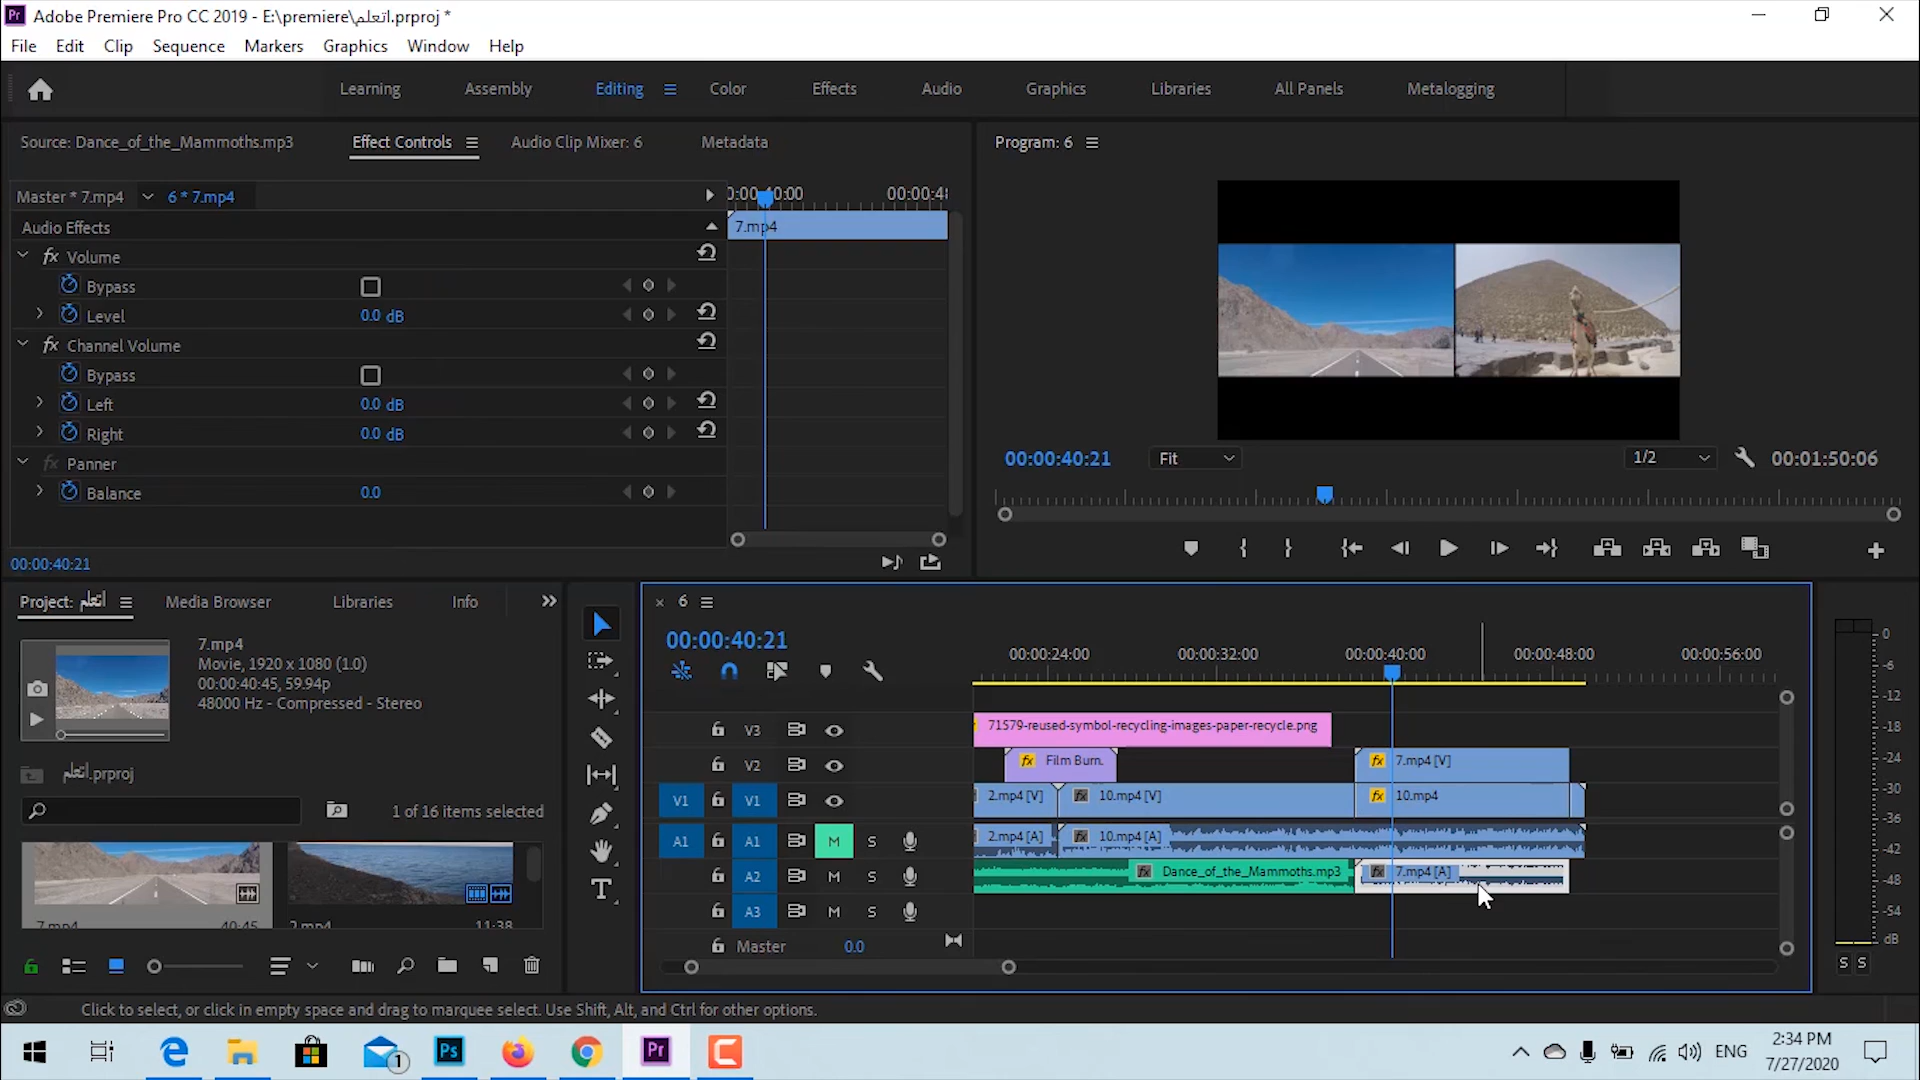 Adobe Premiere Pro CC 2019 - E:\premiere\اتعلم.prproj *
File Edit Clip Sequence Markers Graphics Window Help
Learning Assembly Editing Color Effects Audio Graphics Libraries All Panels Metalogging
Source: Dance_of_the_Mammoths.mp3 Effect Controls Audio Clip Mixer: 6 Metadata
Program: 6
Master * 7.mp4 6 * 7.mp4
00:00:48
Audio Effects
7.mp4
fx Volume
Bypass
Level 0.0 dB
fx Channel Volume
Bypass
Left 0.0 dB
Right 0.0 dB
fx Panner
Balance 0.0
00:00:40:21
00:00:40:21 Fit 1/2 00:01:50:06
Project: اتعلم Media Browser Libraries Info
7.mp4
Movie, 1920 x 1080 (1.0)
00:00:40:45, 59.94p
48000 Hz - Compressed - Stereo
اتعلم.prproj
1 of 16 items selected
7.mp4 40:45 2.mp4 11:38
6
00:00:40:21
00:00:24:00 00:00:32:00 00:00:40:00 00:00:48:00 00:00:56:00
V3 71579-reused-symbol-recycling-images-paper-recycle.png
V2 fx Film Burn. fx 7.mp4 [V]
V1 V1 2.mp4 [V] fx 10.mp4 [V] fx 10.mp4
A1 A1 M S 2.mp4 [A] fx 10.mp4 [A]
A2 M S fx Dance_of_the_Mammoths.mp3 fx 7.mp4 [A]
A3 M S
Master 0.0
0
-6
-12
-18
-24
-30
-36
-42
-48
-54
dB
S S
Click to select, or click in empty space and drag to marquee select. Use Shift, Alt, and Ctrl for other options.
1 Ps Pr
ENG
2:34 PM
7/27/2020